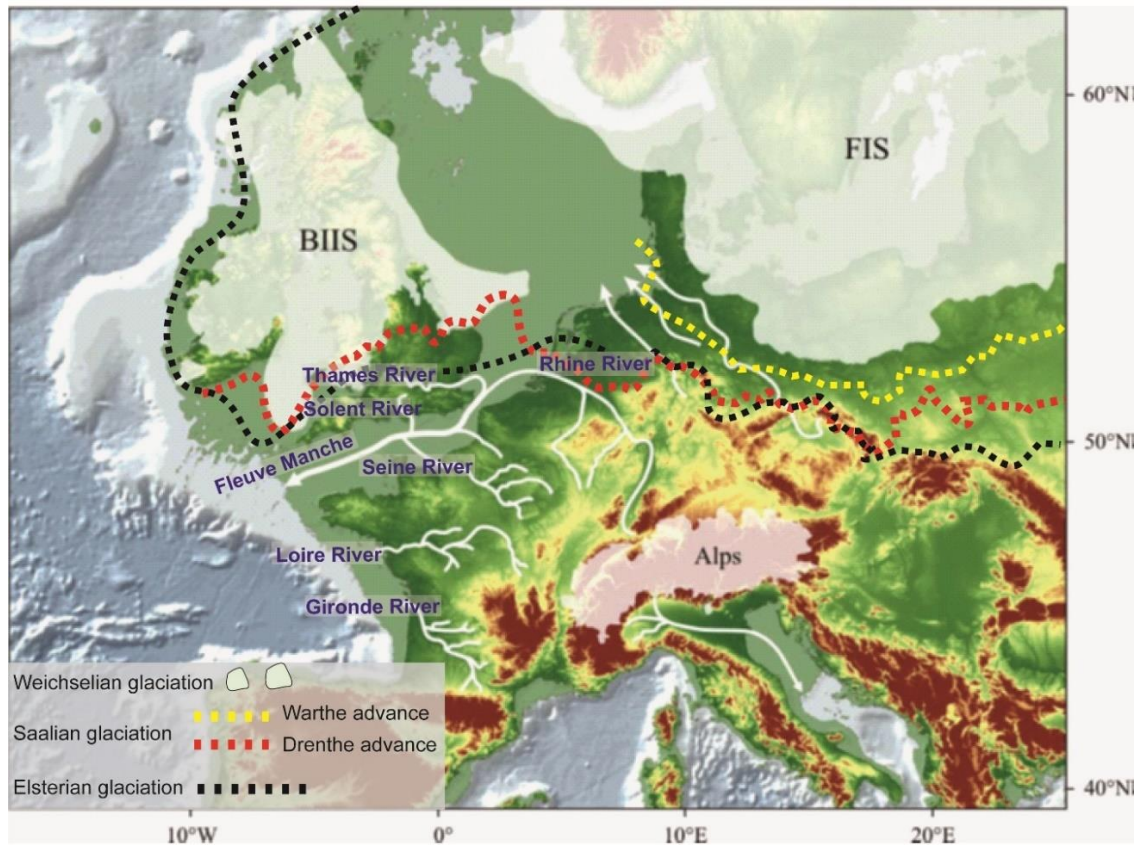 60°N
FIS
BIIS
Rhine River
Thames River
Solent River
50°N
Fleuve Manche
Seine River
Loire River
Alps
Gironde River
Weichselian glaciation
Warthe advance
Saalian glaciation
Drenthe advance
Elsterian glaciation
40°N
10°W
0°
10°E
20°E